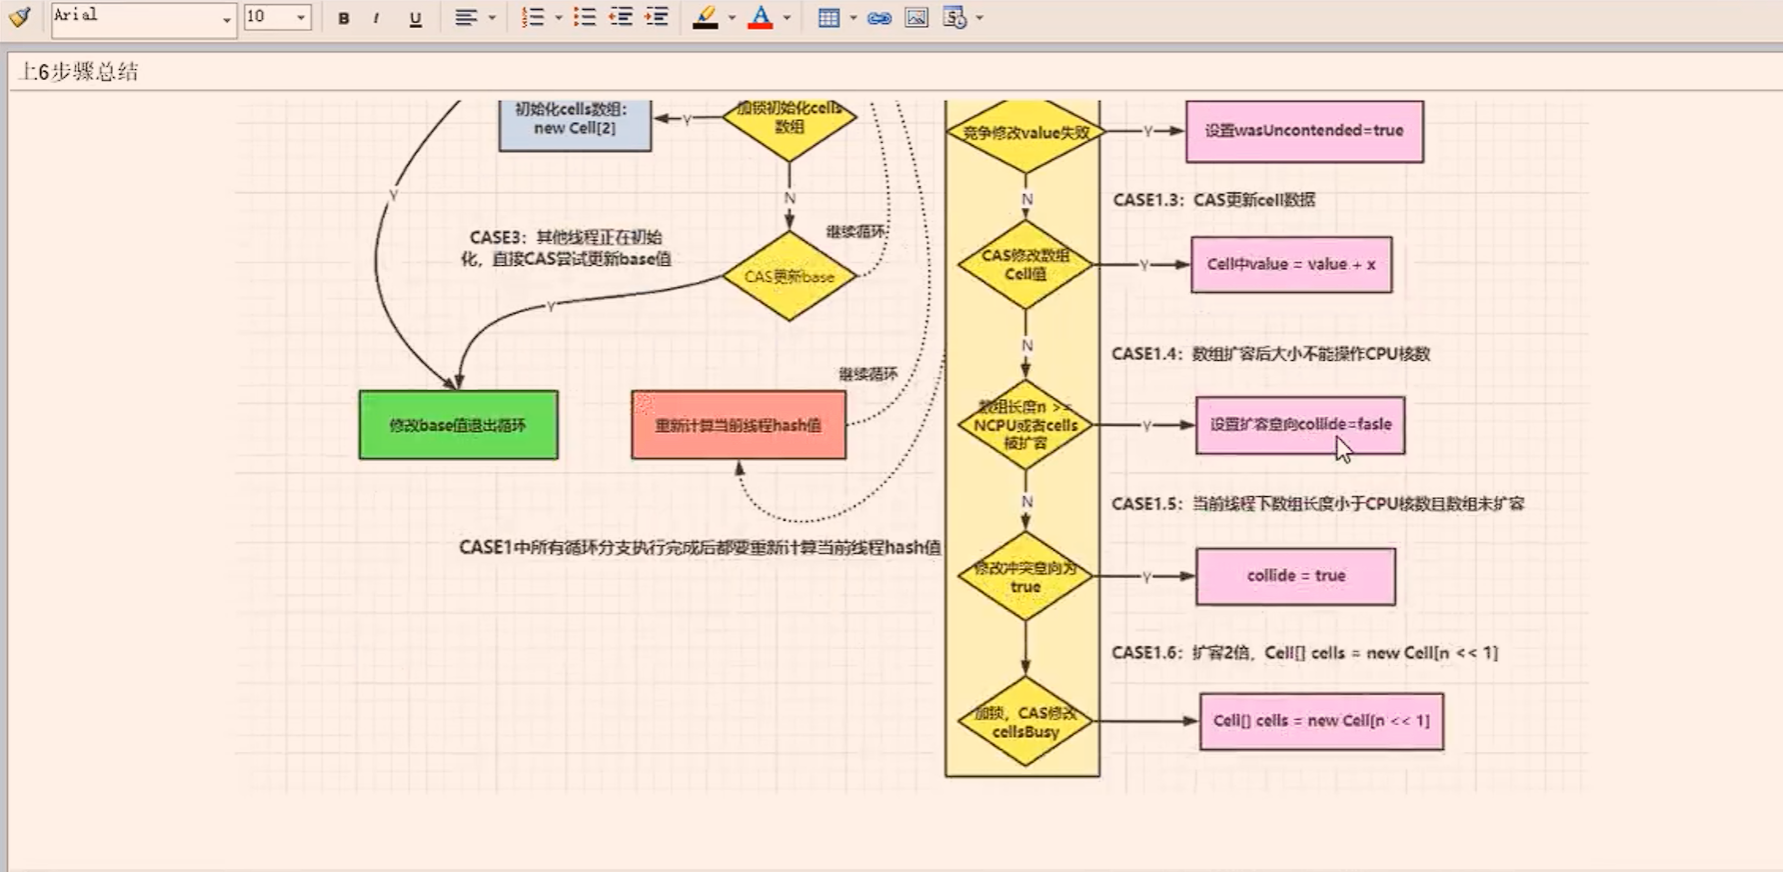 Arial
10
B
I
U
上6步骤总结
初始化cells数组：
new Cell[2]
Y
加锁初始化cells
数组
N
继续循环
CASE3：其他线程正在初始
化，直接CAS尝试更新base值
CAS更新base
Y
Y
继续循环
修改base值退出循环
重新计算当前线程hash值
CASE1中所有循环分支执行完成后都要重新计算当前线程hash值
竞争修改value失败
Y
设置wasUncontended=true
N
CASE1.3：CAS更新cell数据
CAS修改数组
Cell值
Y
Cell中value = value + x
N
CASE1.4：数组扩容后大小不能操作CPU核数
数组长度n >=
NCPU或者cells
被扩容
Y
设置扩容意向collide=fasle
N
CASE1.5：当前线程下数组长度小于CPU核数且数组未扩容
修改冲突意向为
true
Y
collide = true
CASE1.6：扩容2倍，Cell[] cells = new Cell[n << 1]
加锁，CAS修改
cellsBusy
Cell[] cells = new Cell[n << 1]